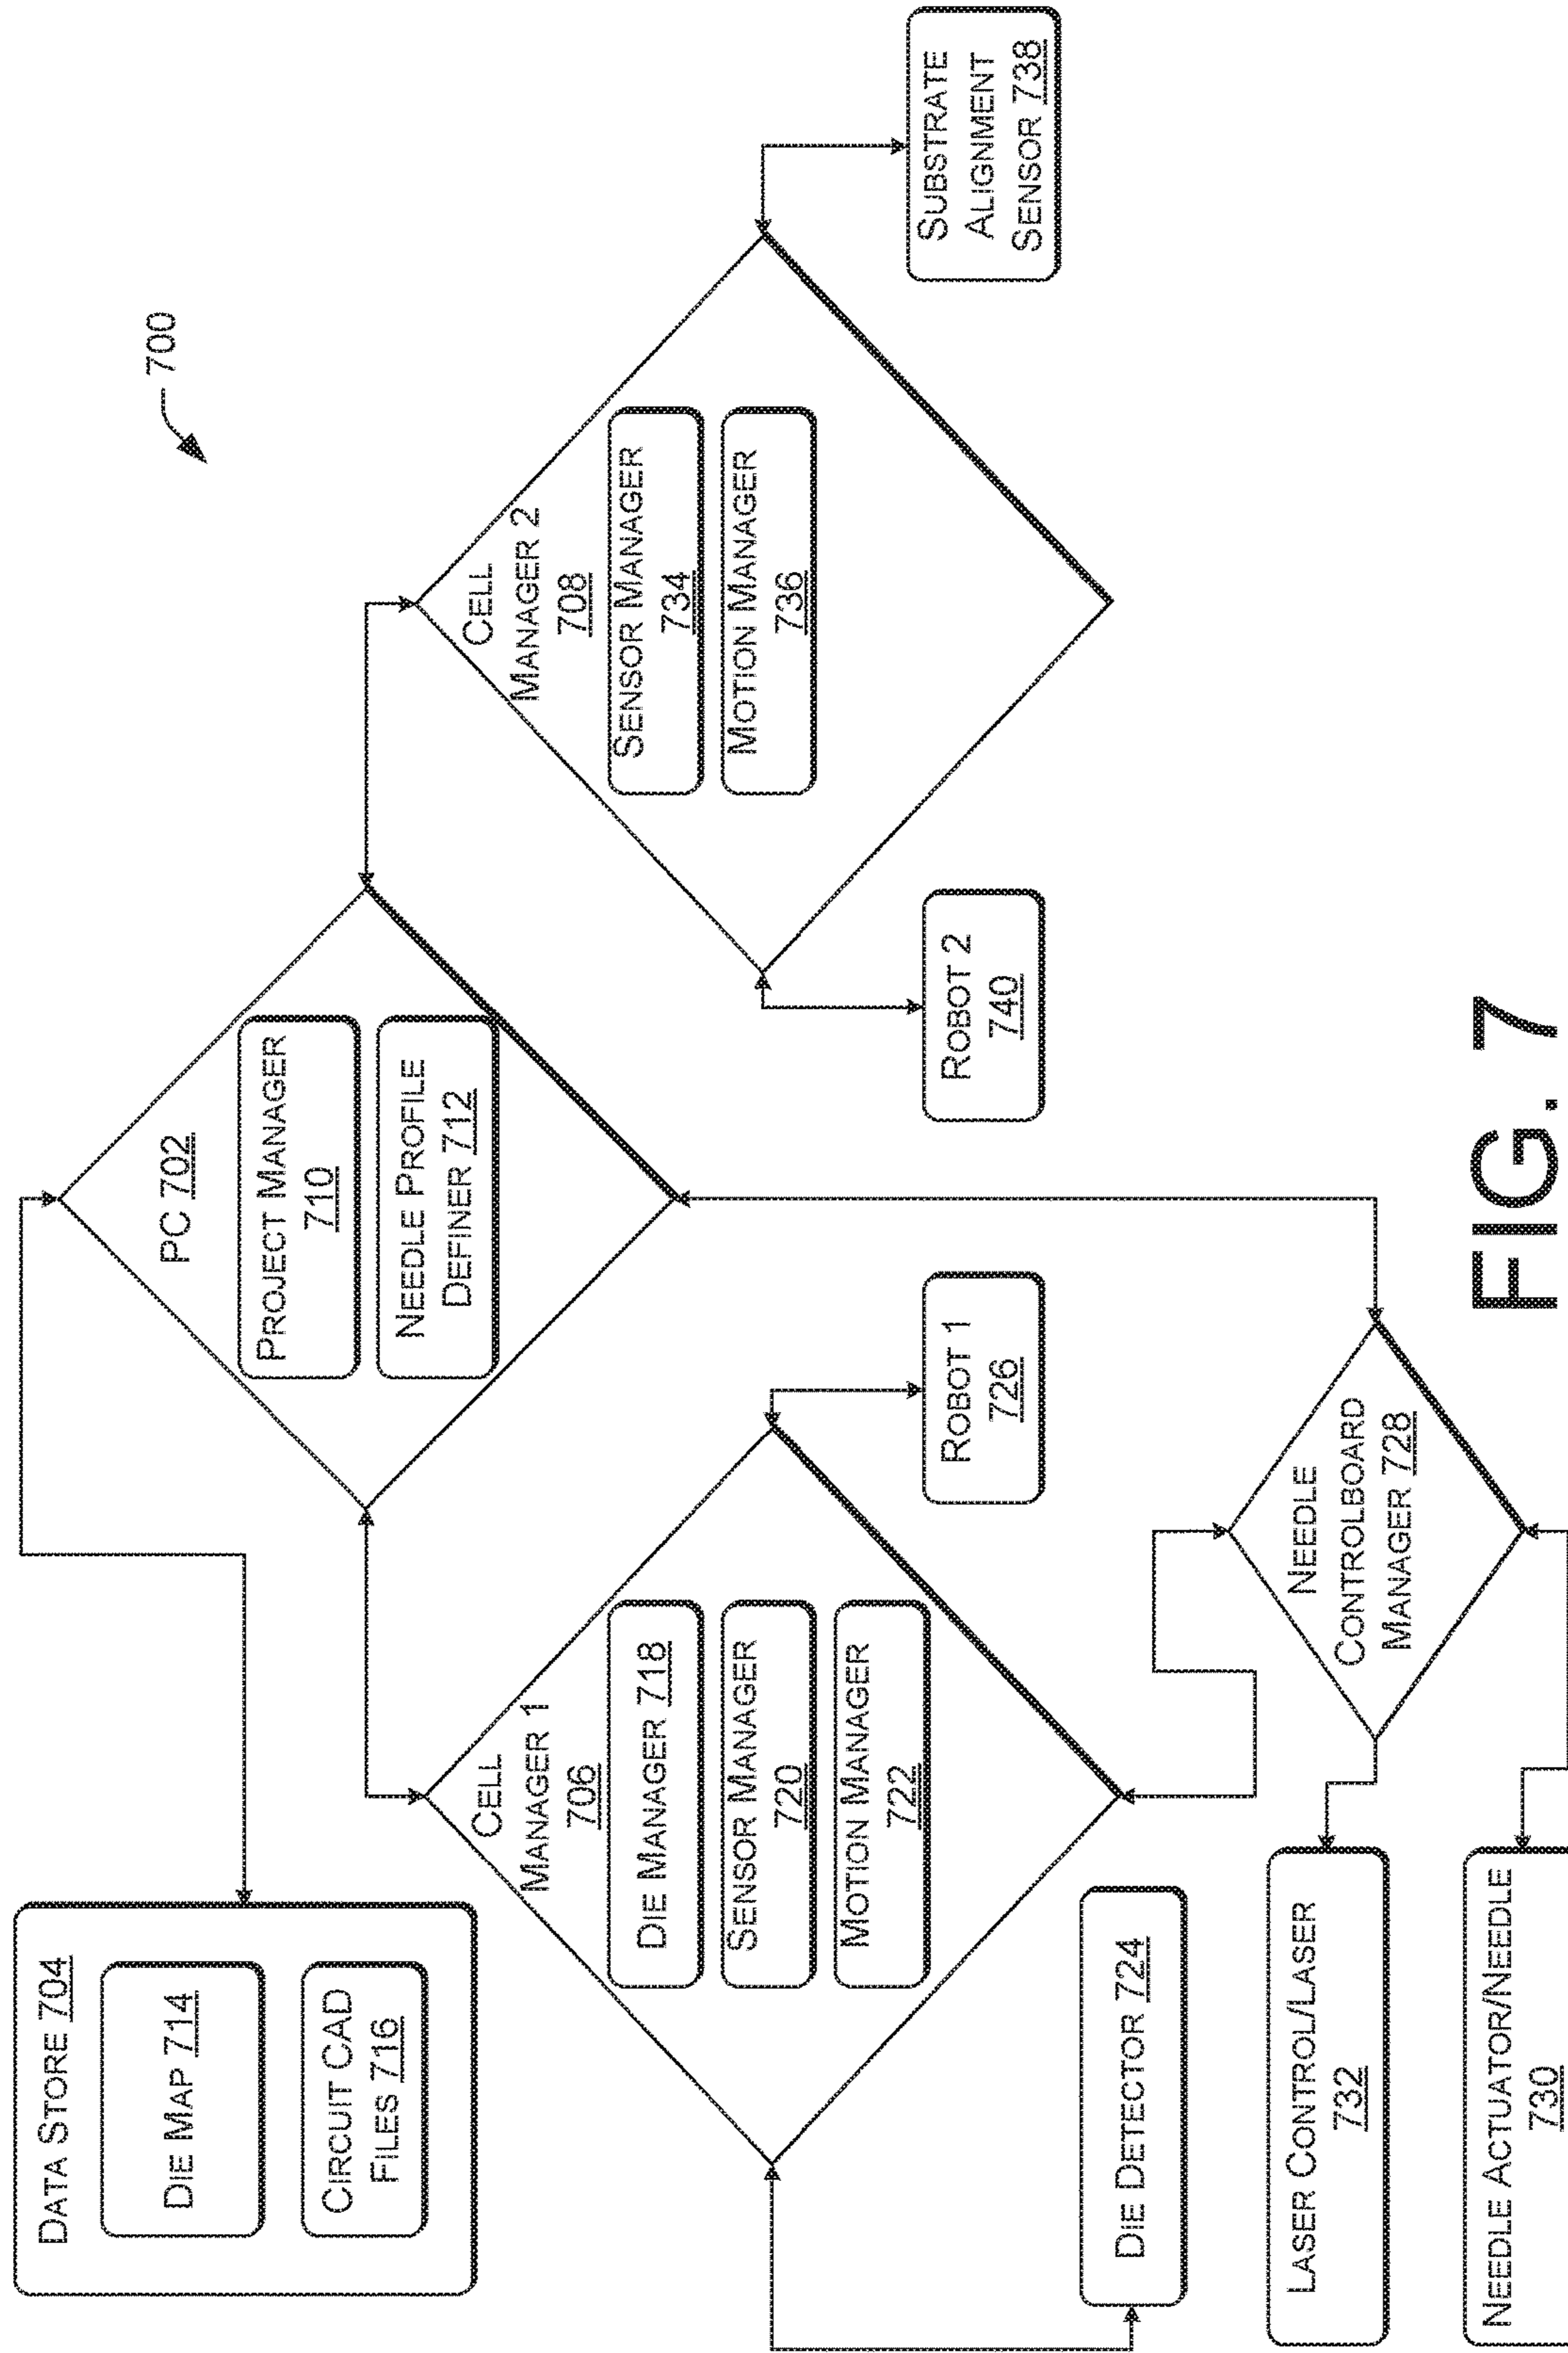 700
DATA STORE 704
DIE MAP 714
CIRCUIT CAD
FILES 716
PC 702
PROJECT MANAGER
710
NEEDLE PROFILE
DEFINER 712
CELL
MANAGER 1
706
DIE MANAGER 718
SENSOR MANAGER
720
MOTION MANAGER
722
CELL
MANAGER 2
708
SENSOR MANAGER
734
MOTION MANAGER
736
DIE DETECTOR 724
ROBOT 1
726
ROBOT 2
740
SUBSTRATE
ALIGNMENT
SENSOR 738
LASER CONTROL/LASER
732
NEEDLE
CONTROLBOARD
MANAGER 728
NEEDLE ACTUATOR/NEEDLE
730
FIG. 7